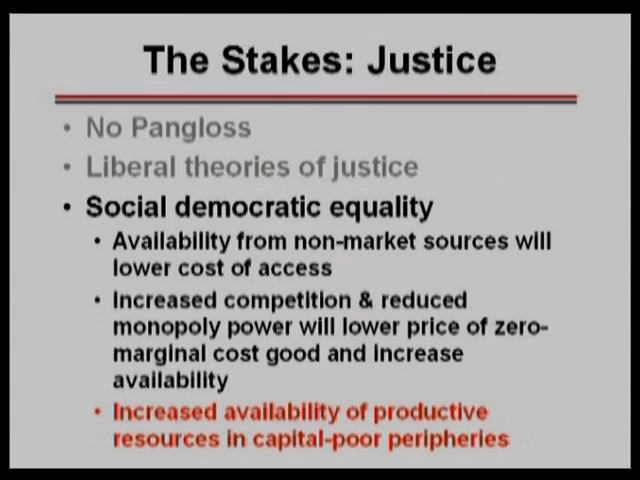 The Stakes: Justice
• No Pangloss
• Liberal theories of justice
• Social democratic equality
• Availability from non-market sources will
lower cost of access
• Increased competition & reduced
monopoly power will lower price of zero-
marginal cost good and increase
availability
• Increased availability of productive
resources in capital-poor peripheries